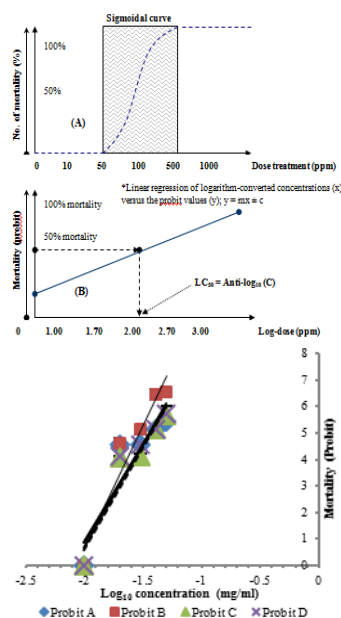 Sigmoidal curve
100%
50%
(A)
No. of mortality (%)
0 10 50 100 500 1000 Dose treatment (ppm)
*Linear regression of logarithm-converted concentrations (x)
versus the probit values (y); y = mx ± c
100% mortality
50% mortality
Mortality (probit)
(B)
LC50 = Anti-log10 (C)
0 1.00 1.70 2.00 2.70 3.00 Log-dose (ppm)
8
7
6
5
4
3
2
1
0
Mortality (Probit)
-2.5 -2 -1.5 -1 -0.5 0
Log10 concentration (mg/ml)
Probit A Probit B Probit C Probit D